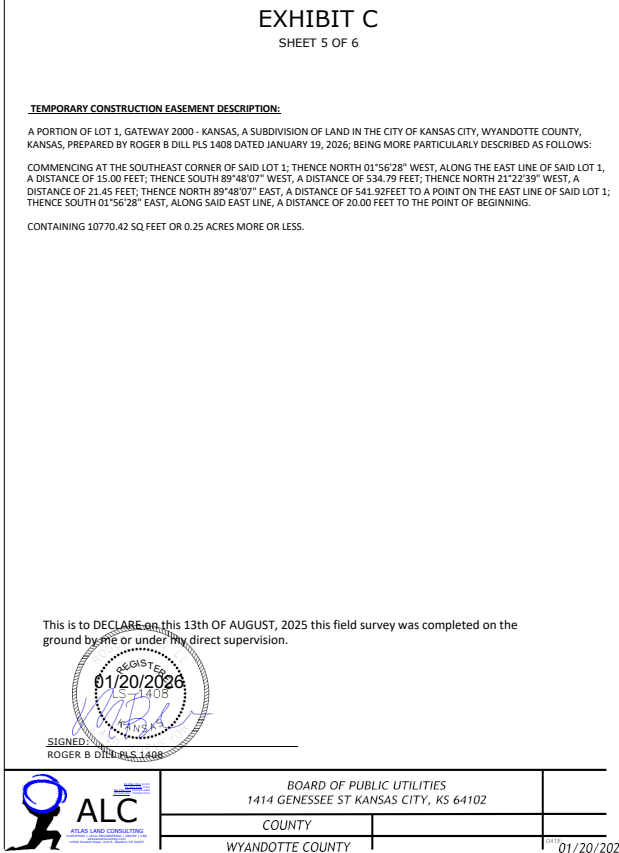 EXHIBIT C
SHEET 5 OF 6
TEMPORARY CONSTRUCTION EASEMENT DESCRIPTION:
A PORTION OF LOT 1, GATEWAY 2000 - KANSAS, A SUBDIVISION OF LAND IN THE CITY OF KANSAS CITY, WYANDOTTE COUNTY,
KANSAS, PREPARED BY ROGER B DILL PLS 1408 DATED JANUARY 19, 2026; BEING MORE PARTICULARLY DESCRIBED AS FOLLOWS:
COMMENCING AT THE SOUTHEAST CORNER OF SAID LOT 1; THENCE NORTH 01°56'28" WEST, ALONG THE EAST LINE OF SAID LOT 1,
A DISTANCE OF 15.00 FEET; THENCE SOUTH 89°48'07" WEST, A DISTANCE OF 534.79 FEET; THENCE NORTH 21°22'39" WEST, A
DISTANCE OF 21.45 FEET; THENCE NORTH 89°48'07" EAST, A DISTANCE OF 541.92FEET TO A POINT ON THE EAST LINE OF SAID LOT 1;
THENCE SOUTH 01°56'28" EAST, ALONG SAID EAST LINE, A DISTANCE OF 20.00 FEET TO THE POINT OF BEGINNING.
CONTAINING 10770.42 SQ FEET OR 0.25 ACRES MORE OR LESS.
This is to DECLARE on this 13th OF AUGUST, 2025 this field survey was completed on the
ground by me or under my direct supervision.
REGISTERED
01/20/2026
LS-1408
KANSAS
SIGNED:
ROGER B DILL PLS 1408
ALC
ATLAS LAND CONSULTING
BOARD OF PUBLIC UTILITIES
1414 GENESSEE ST KANSAS CITY, KS 64102
COUNTY
WYANDOTTE COUNTY
DATE:
01/20/202